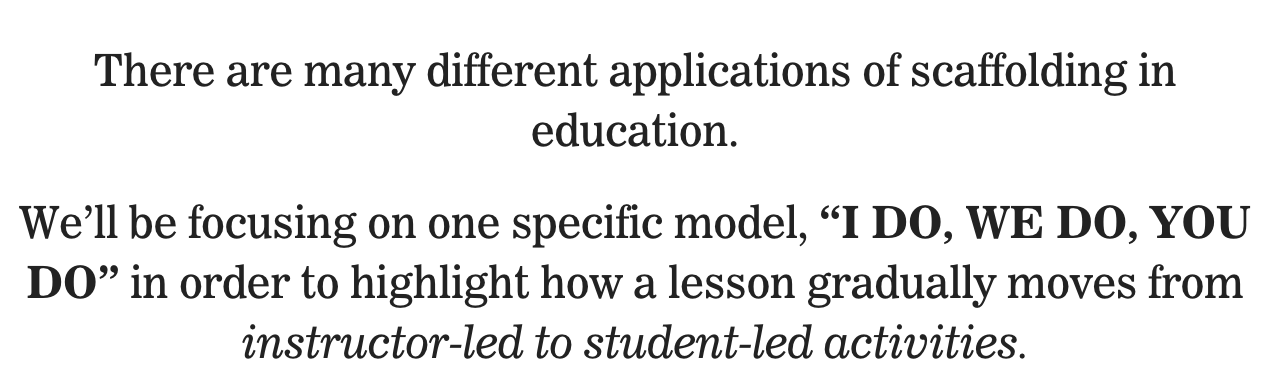 There are many different applications of scaffolding in
education.
We’ll be focusing on one specific model, “I DO, WE DO, YOU
DO” in order to highlight how a lesson gradually moves from
instructor-led to student-led activities.